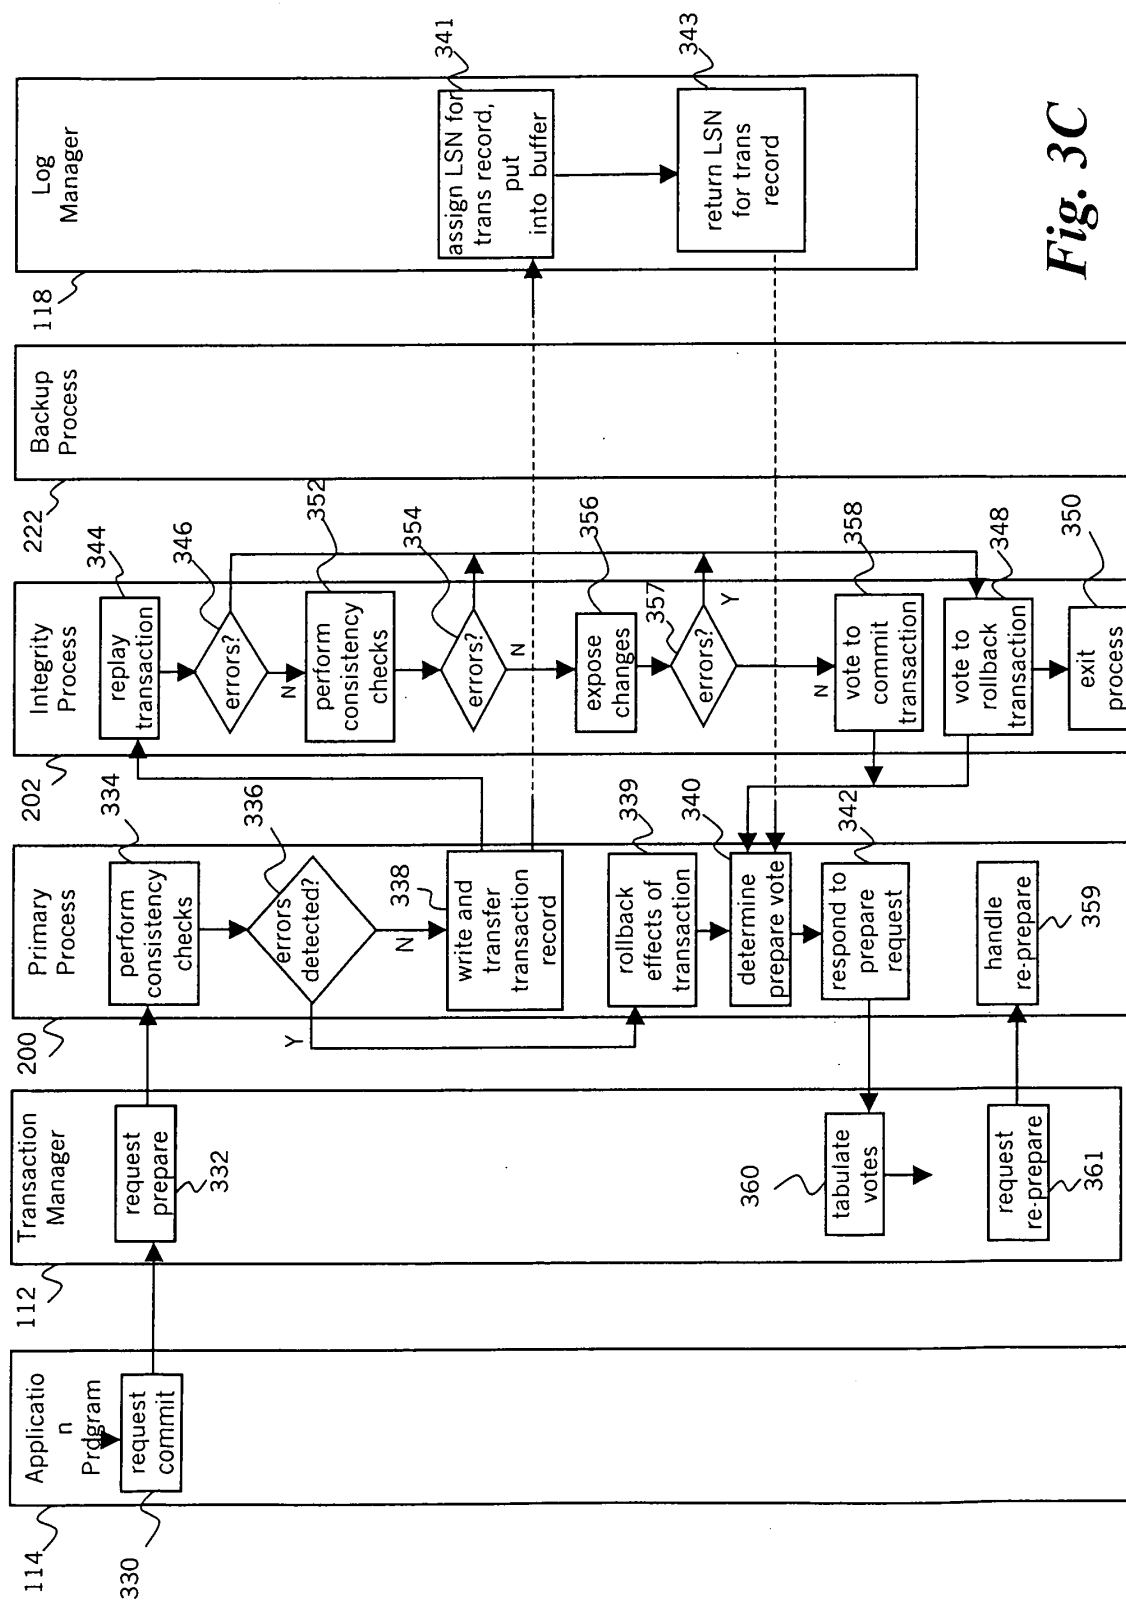 114
Applicatio
n
Prdgram
request
commit
330
112
Transaction
Manager
request
prepare
332
360
tabulate
votes
request
re-prepare
361
200
Primary
Process
334
perform
consistency
checks
336
errors
detected?
Y
N
338
write and
transfer
transaction
record
339
rollback
effects of
transaction
340
determine
prepare vote
342
respond to
prepare
request
handle
re-prepare
359
202
Integrity
Process
344
replay
transaction
346
errors?
N
352
perform
consistency
checks
354
errors?
N
356
expose
changes
357
errors?
Y
N
358
vote to
commit
transaction
348
vote to
rollback
transaction
350
exit
process
222
Backup
Process
118
Log
Manager
341
assign LSN for
trans record,
put
into buffer
343
return LSN
for trans
record
Fig. 3C